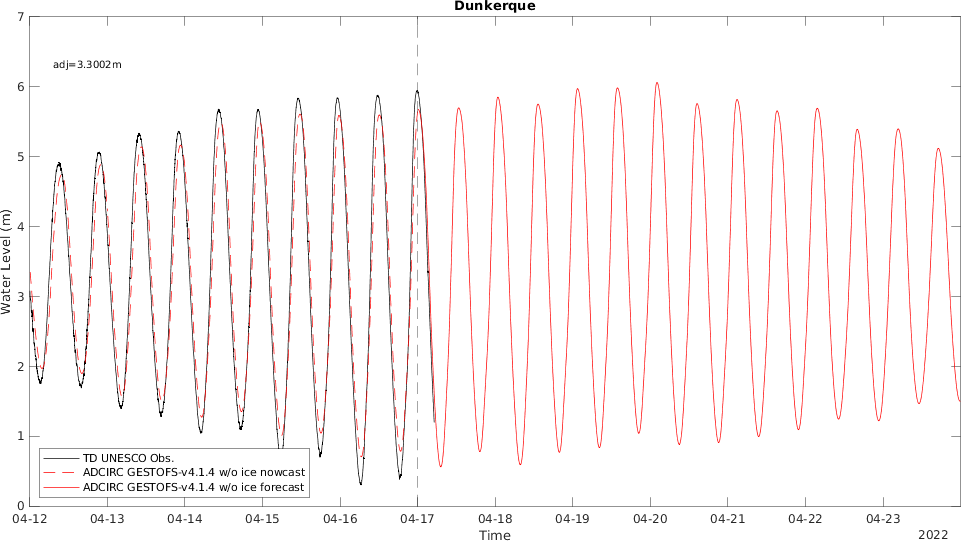 Dunkerque
7
adj=3.3002m
6
5
4
3
2
1
0
Water Level (m)
TD UNESCO Obs.
ADCIRC GESTOFS-v4.1.4 w/o ice nowcast
ADCIRC GESTOFS-v4.1.4 w/o ice forecast
04-12 04-13 04-14 04-15 04-16 04-17 04-18 04-19 04-20 04-21 04-22 04-23
Time
2022